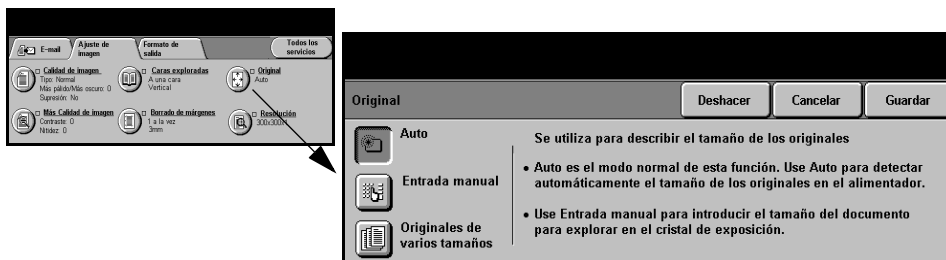 E-mail
Ajuste de
imagen
Formato de
salida
Todos los
servicios
Calidad de imagen
Tipo: Normal
Más pálido/Más oscuro: 0
Supresión: No
Caras exploradas
A una cara
Vertical
Original
Auto
Más Calidad de imagen
Contraste: 0
Nitidez: 0
Borrado de márgenes
1 a la vez
3mm
Resolución
300x300
Original
Deshacer
Cancelar
Guardar
Auto
Entrada manual
Originales de
varios tamaños
Se utiliza para describir el tamaño de los originales
• Auto es el modo normal de esta función. Use Auto para detectar
automáticamente el tamaño de los originales en el alimentador.
• Use Entrada manual para introducir el tamaño del documento
para explorar en el cristal de exposición.